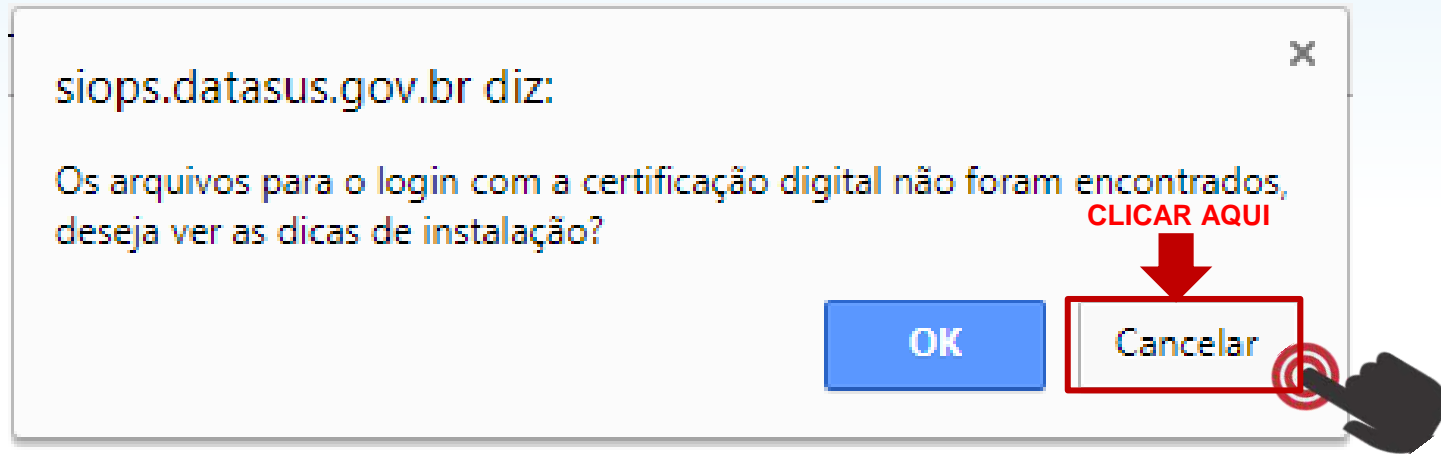 siops.datasus.gov.br diz:
Os arquivos para o login com a certificação digital não foram encontrados,
CLICAR AQUI
deseja ver as dicas de instalação?
OK
Cancelar